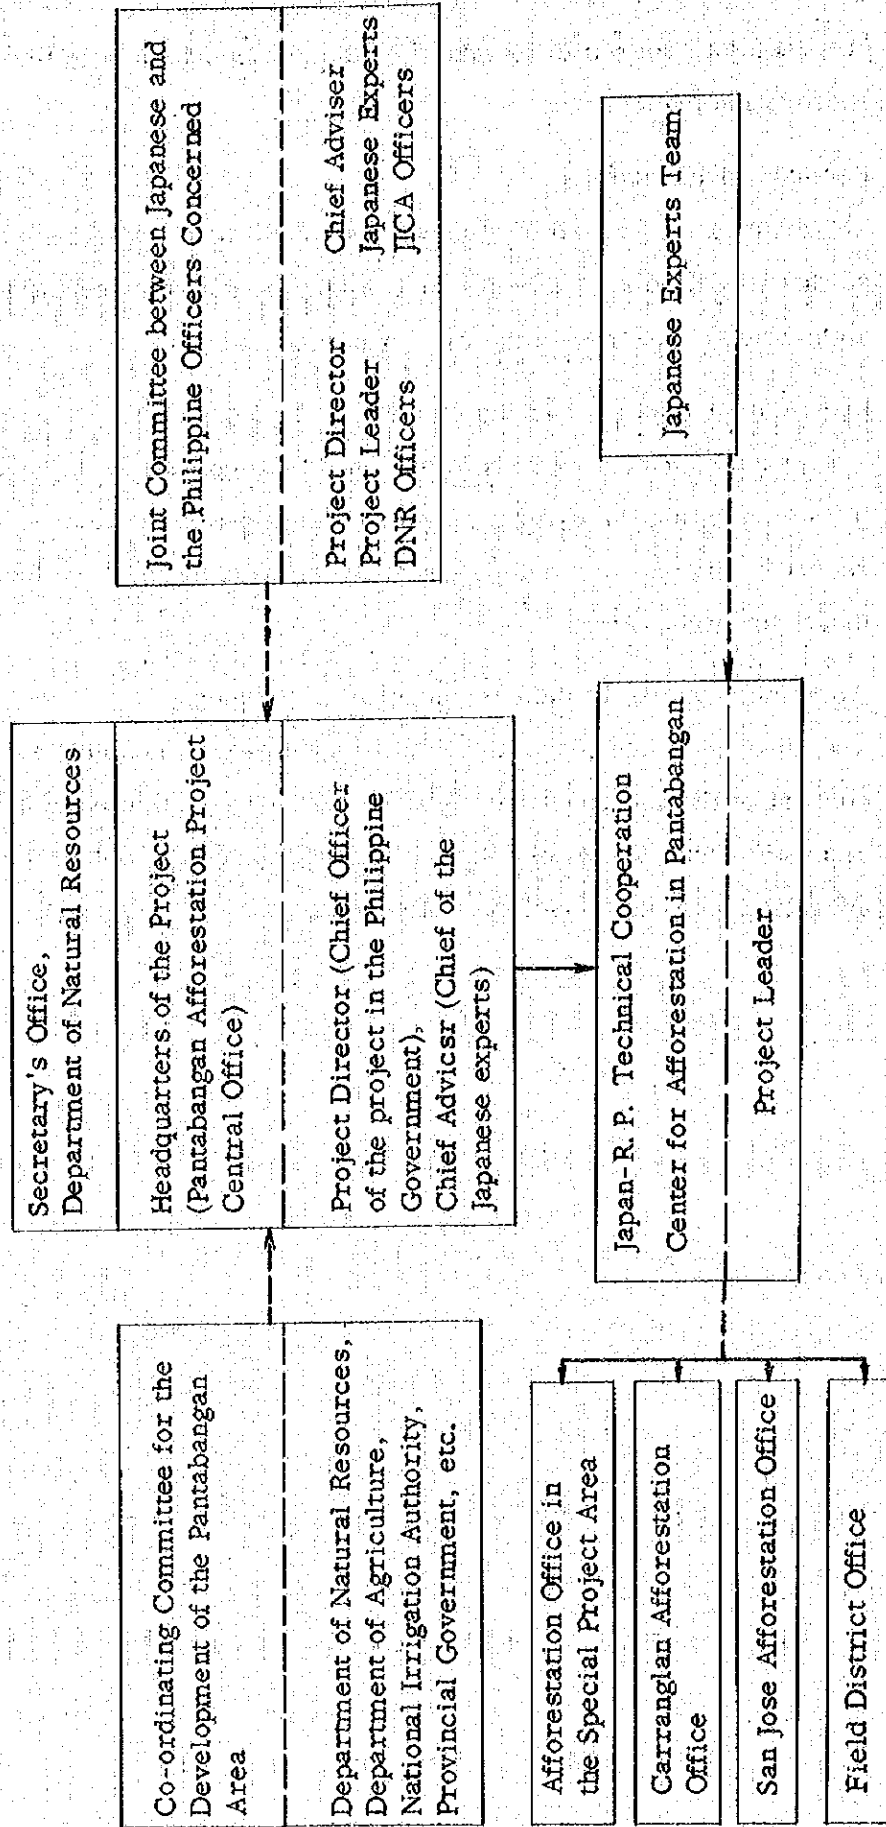 Secretary's Office,
Department of Natural Resources
Co-ordinating Committee for the
Development of the Pantabangan
Area
Department of Natural Resources,
Department of Agriculture,
National Irrigation Authority,
Provincial Government, etc.
Headquarters of the Project
(Pantabangan Afforestation Project
Central Office)
Project Director (Chief Officer
of the project in the Philippine
Government),
Chief Advicsr (Chief of the
Japanese experts)
Joint Committee between Japanese and
the Philippine Officers Concerned
Project Director Chief Adviser
Project Leader Japanese Experts
DNR Officers JICA Officers
Afforestation Office in
the Special Project Area
Carranglan Afforestation
Office
San Jose Afforestation Office
Field District Office
Japan-R.P. Technical Cooperation
Center for Afforestation in Pantabangan
Project Leader
Japanese Experts Team